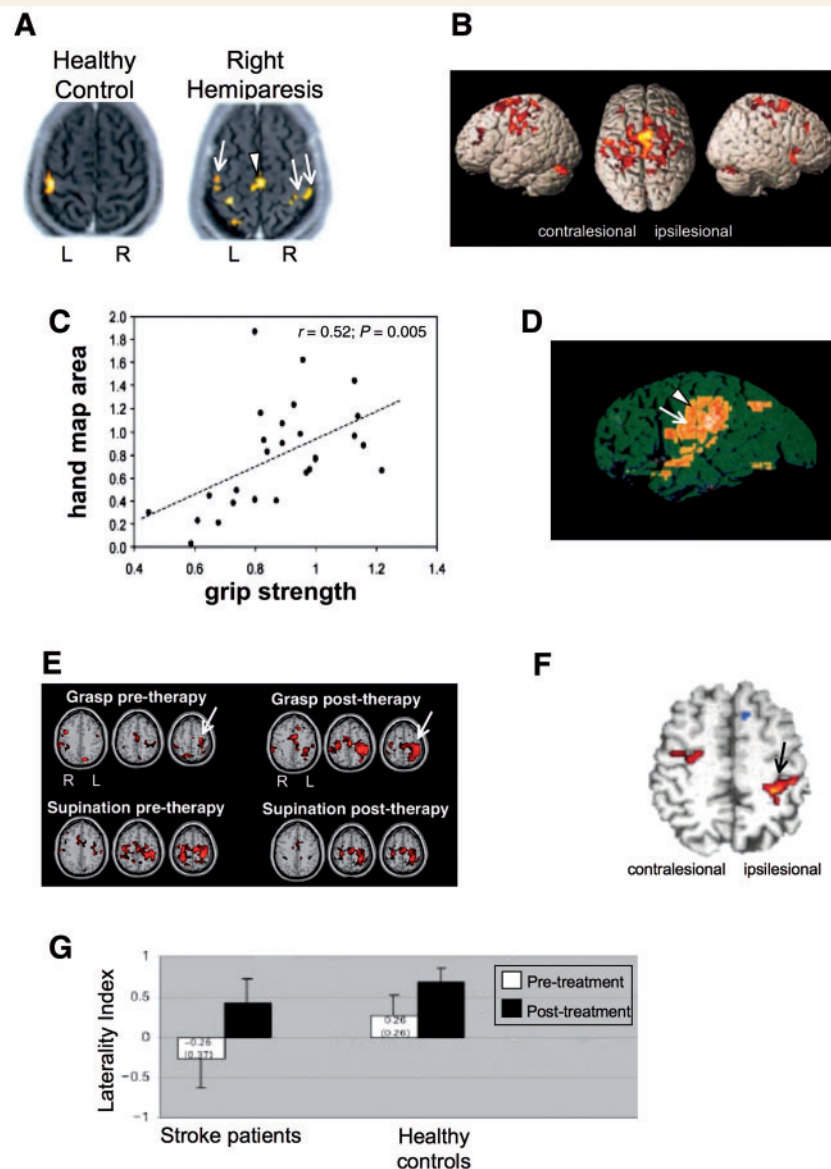 A
Healthy
Control
Right
Hemiparesis
L R
L R
B
contralesional ipsilesional
C
r = 0.52; P = 0.005
hand map area
2.0
1.8
1.6
1.4
1.2
1.0
0.8
0.6
0.4
0.2
0.0
0.4 0.6 0.8 1 1.2 1.4
grip strength
D
E
Grasp pre-therapy
R L
Grasp post-therapy
R L
Supination pre-therapy
Supination post-therapy
F
contralesional ipsilesional
G
Laterality Index
1
0.5
0
−0.5
−1
−0.26
(0.37)
0.26
(0.26)
Pre-treatment
Post-treatment
Stroke patients
Healthy
controls